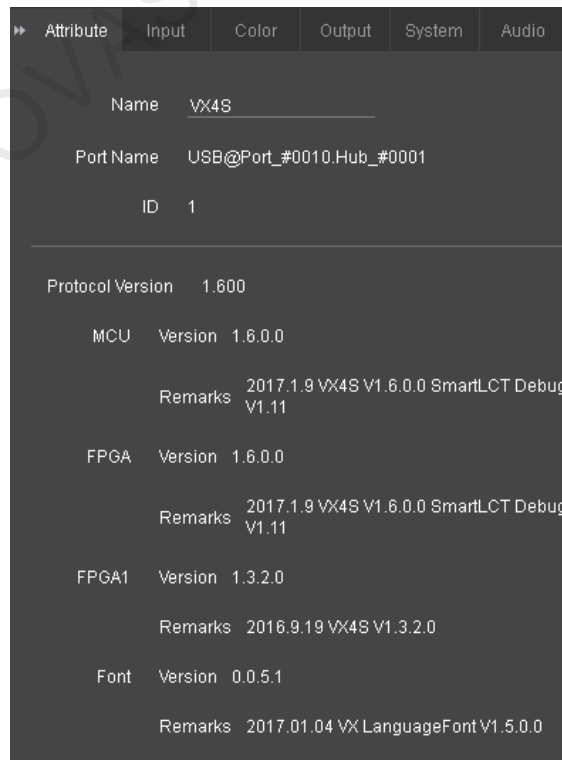 Attribute Input Color Output System Audio
Name VX4S
Port Name USB@Port_#0010.Hub_#0001
ID 1
Protocol Version 1.600
MCU Version 1.6.0.0
Remarks 2017.1.9 VX4S V1.6.0.0 SmartLCT Debug
V1.11
FPGA Version 1.6.0.0
Remarks 2017.1.9 VX4S V1.6.0.0 SmartLCT Debug
V1.11
FPGA1 Version 1.3.2.0
Remarks 2016.9.19 VX4S V1.3.2.0
Font Version 0.0.5.1
Remarks 2017.01.04 VX LanguageFont V1.5.0.0